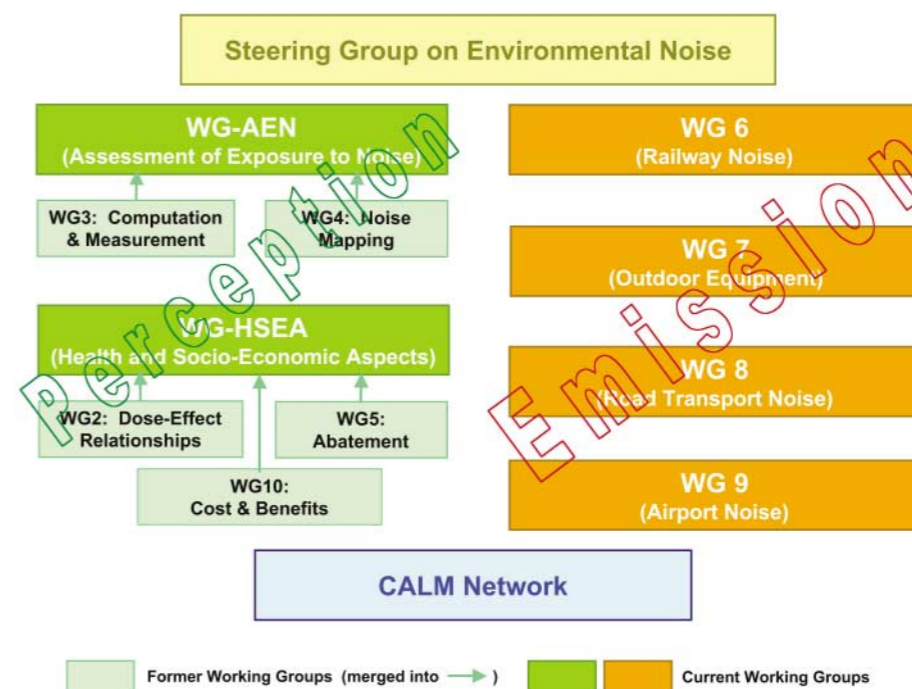 Steering Group on Environmental Noise
WG-AEN
(Assessment of Exposure to Noise)
WG3: Computation
& Measurement
WG4: Noise
Mapping
WG-HSEA
(Health and Socio-Economic Aspects)
WG2: Dose-Effect
Relationships
WG5:
Abatement
WG10:
Cost & Benefits
Perception
WG 6
(Railway Noise)
WG 7
(Outdoor Equipment)
WG 8
(Road Transport Noise)
WG 9
(Airport Noise)
Emission
CALM Network
Former Working Groups (merged into → )
Current Working Groups